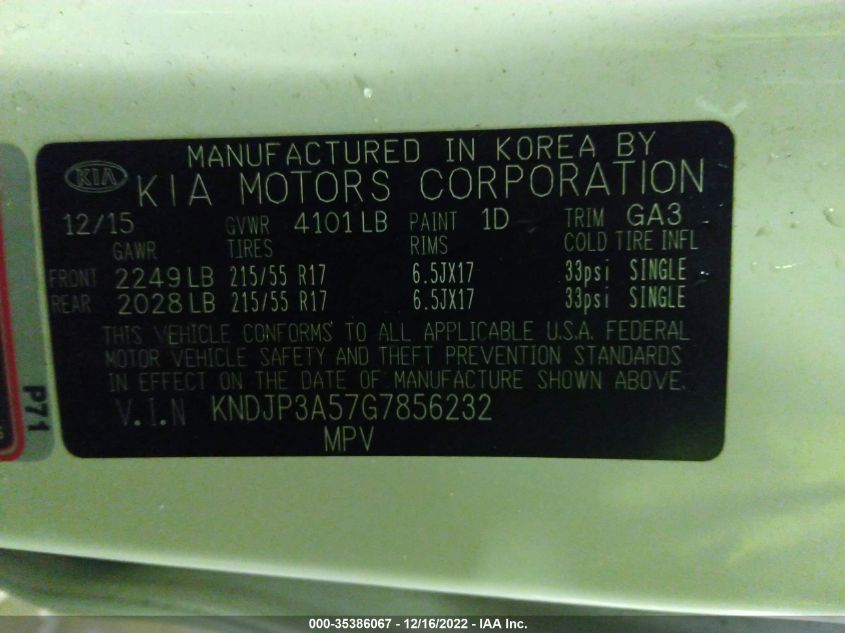 MANUFACTURED IN KOREA BY
KIA KIA MOTORS CORPORATION
12/15 GVWR 4101 LB PAINT 1D TRIM GA3
GAWR TIRES RIMS COLD TIRE INFL
FRONT 2249 LB 215/55 R17 6.5JX17 33psi SINGLE
REAR 2028 LB 215/55 R17 6.5JX17 33psi SINGLE
THIS VEHICLE CONFORMS TO ALL APPLICABLE U.S.A. FEDERAL
MOTOR VEHICLE SAFETY AND THEFT PREVENTION STANDARDS
IN EFFECT ON THE DATE OF MANUFACTURE SHOWN ABOVE.
V.I.N KNDJP3A57G7856232
MPV
P71
000-35386067 - 12/16/2022 - IAA Inc.